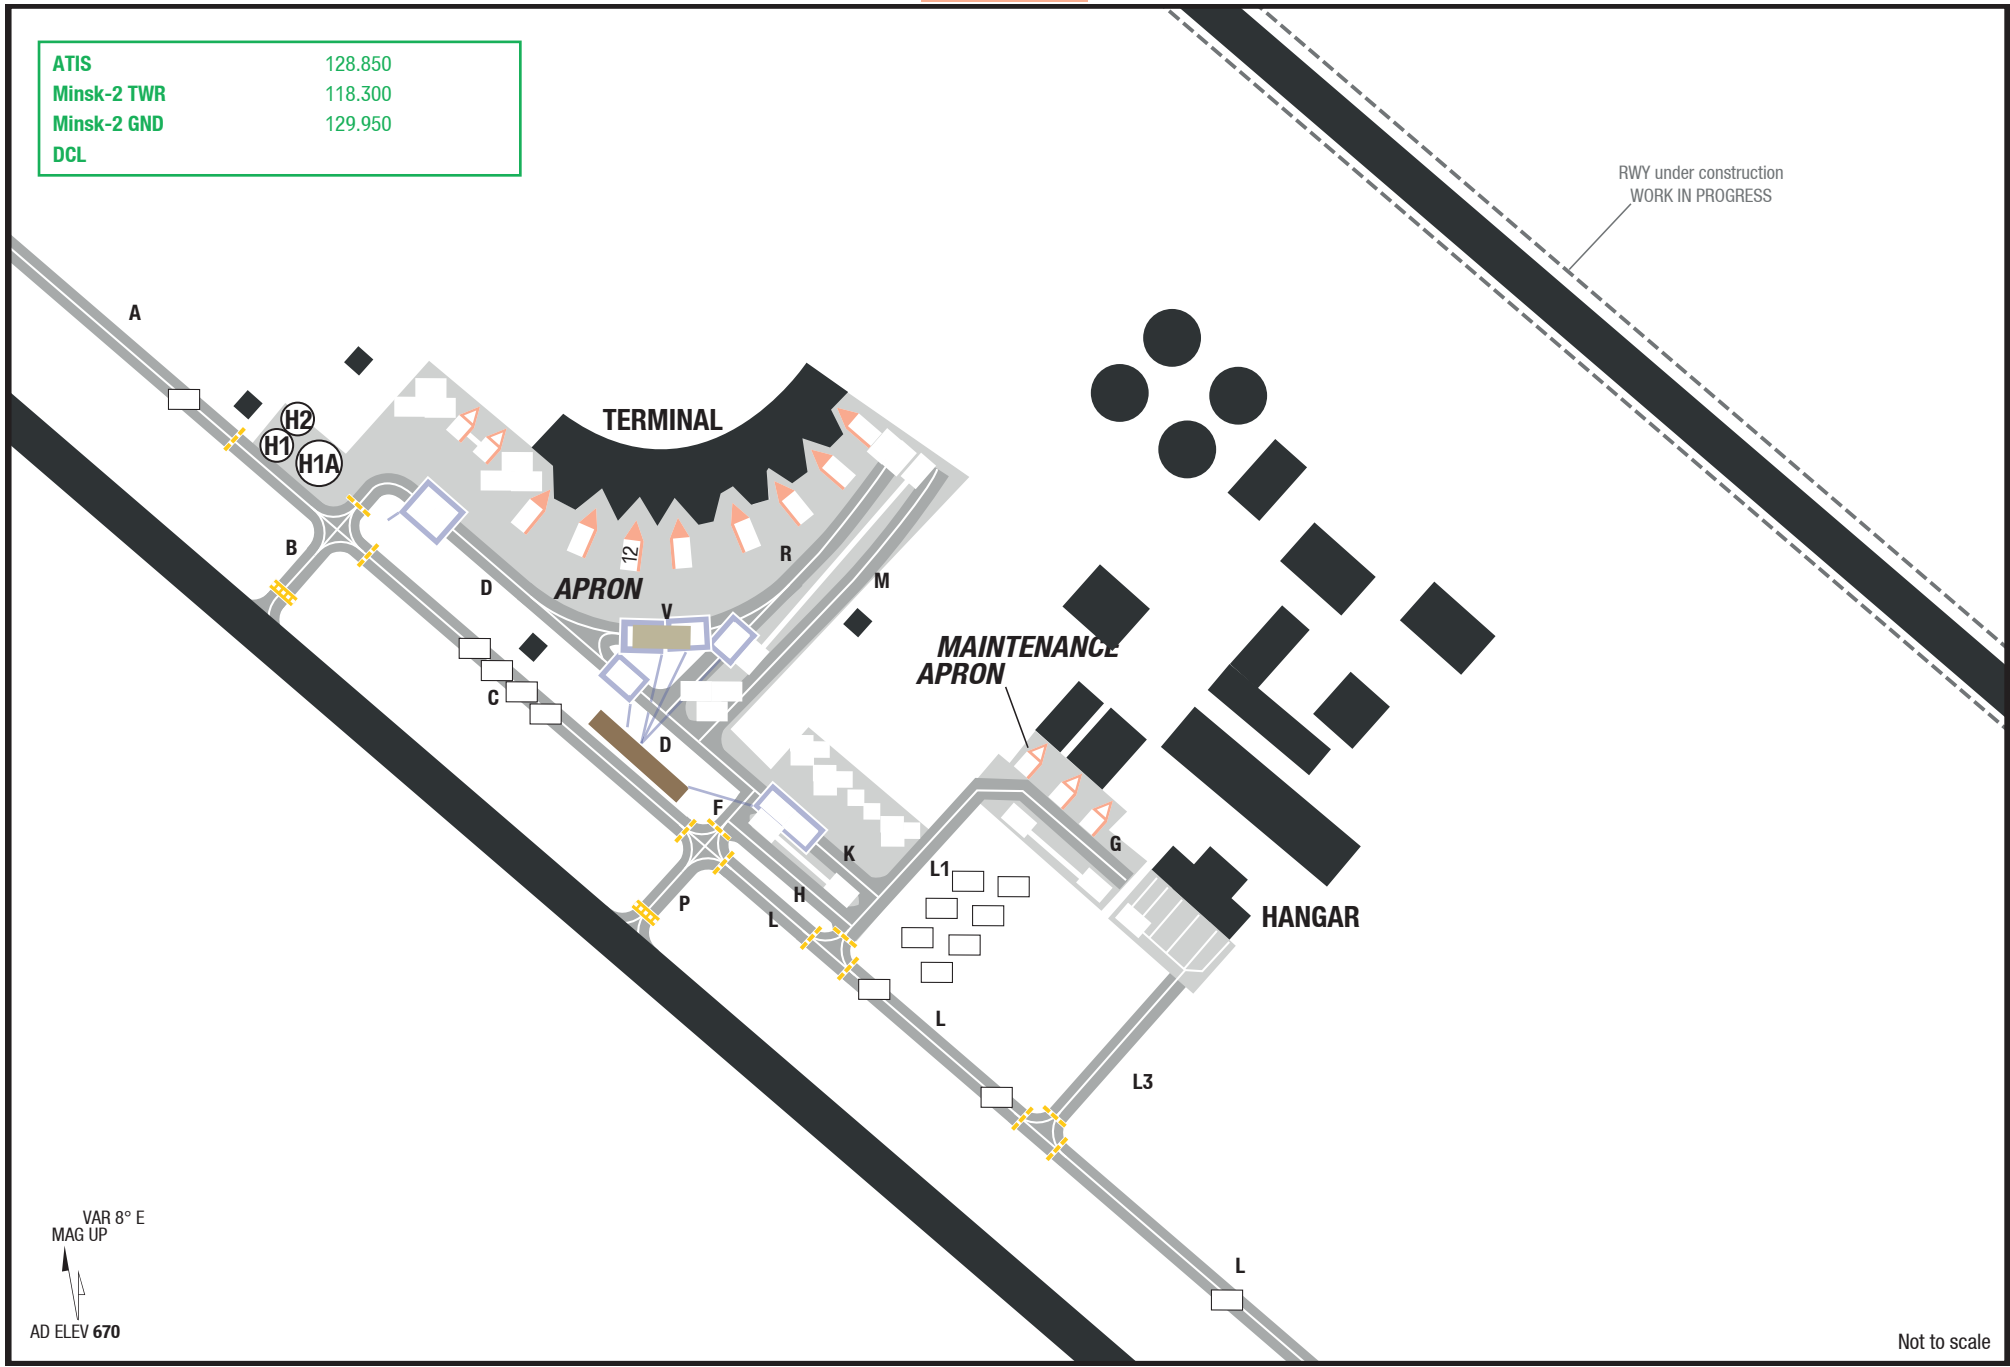 ATIS 128.850
Minsk-2 TWR 118.300
Minsk-2 GND 129.950
DCL
RWY under construction
WORK IN PROGRESS
A
H2
H1
H1A
TERMINAL
B
12
R
D
APRON
M
V
MAINTENANCE
APRON
C
D
F
G
K
L1
H
P
L
HANGAR
L
L3
L
VAR 8° E
MAG UP
AD ELEV 670
Not to scale